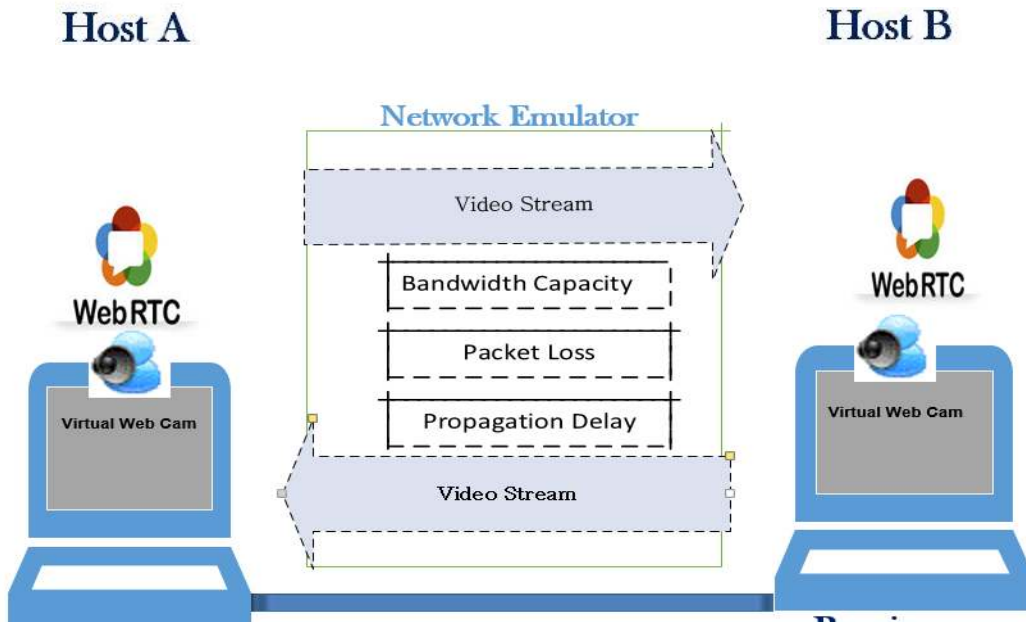 Host A
Host B
Network Emulator
Video Stream
Bandwidth Capacity
Packet Loss
Propagation Delay
Video Stream
WebRTC
Virtual Web Cam
WebRTC
Virtual Web Cam